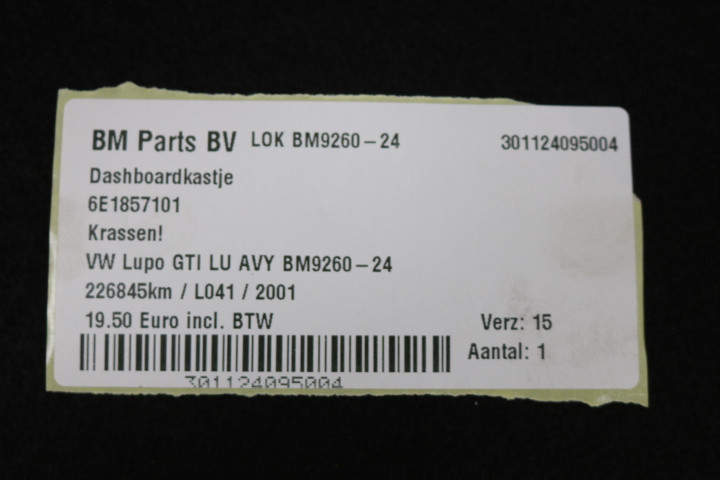 BM Parts BV LOK BM9260-24 301124095004
Dashboardkastje
6E1857101
Krassen!
VW Lupo GTI LU AVY BM9260-24
226845km / L041 / 2001
19.50 Euro incl. BTW Verz: 15
Aantal: 1
301124095004